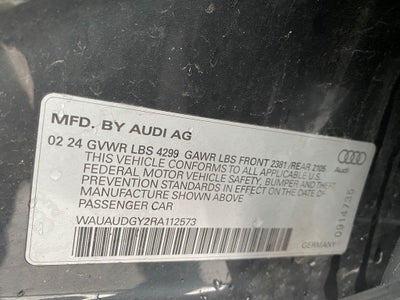 MFD. BY AUDI AG
02 24 GVWR LBS 4299 GAWR LBS FRONT 2381 /REAR 2105
THIS VEHICLE CONFORMS TO ALL APPLICABLE U.S.
FEDERAL MOTOR VEHICLE SAFETY, BUMPER AND THEFT
PREVENTION STANDARDS IN EFFECT ON THE DATE OF
MANUFACTURE SHOWN ABOVE
PASSENGER CAR
WAUAUDGY2RA112573
GERMANY
Audi
0914735